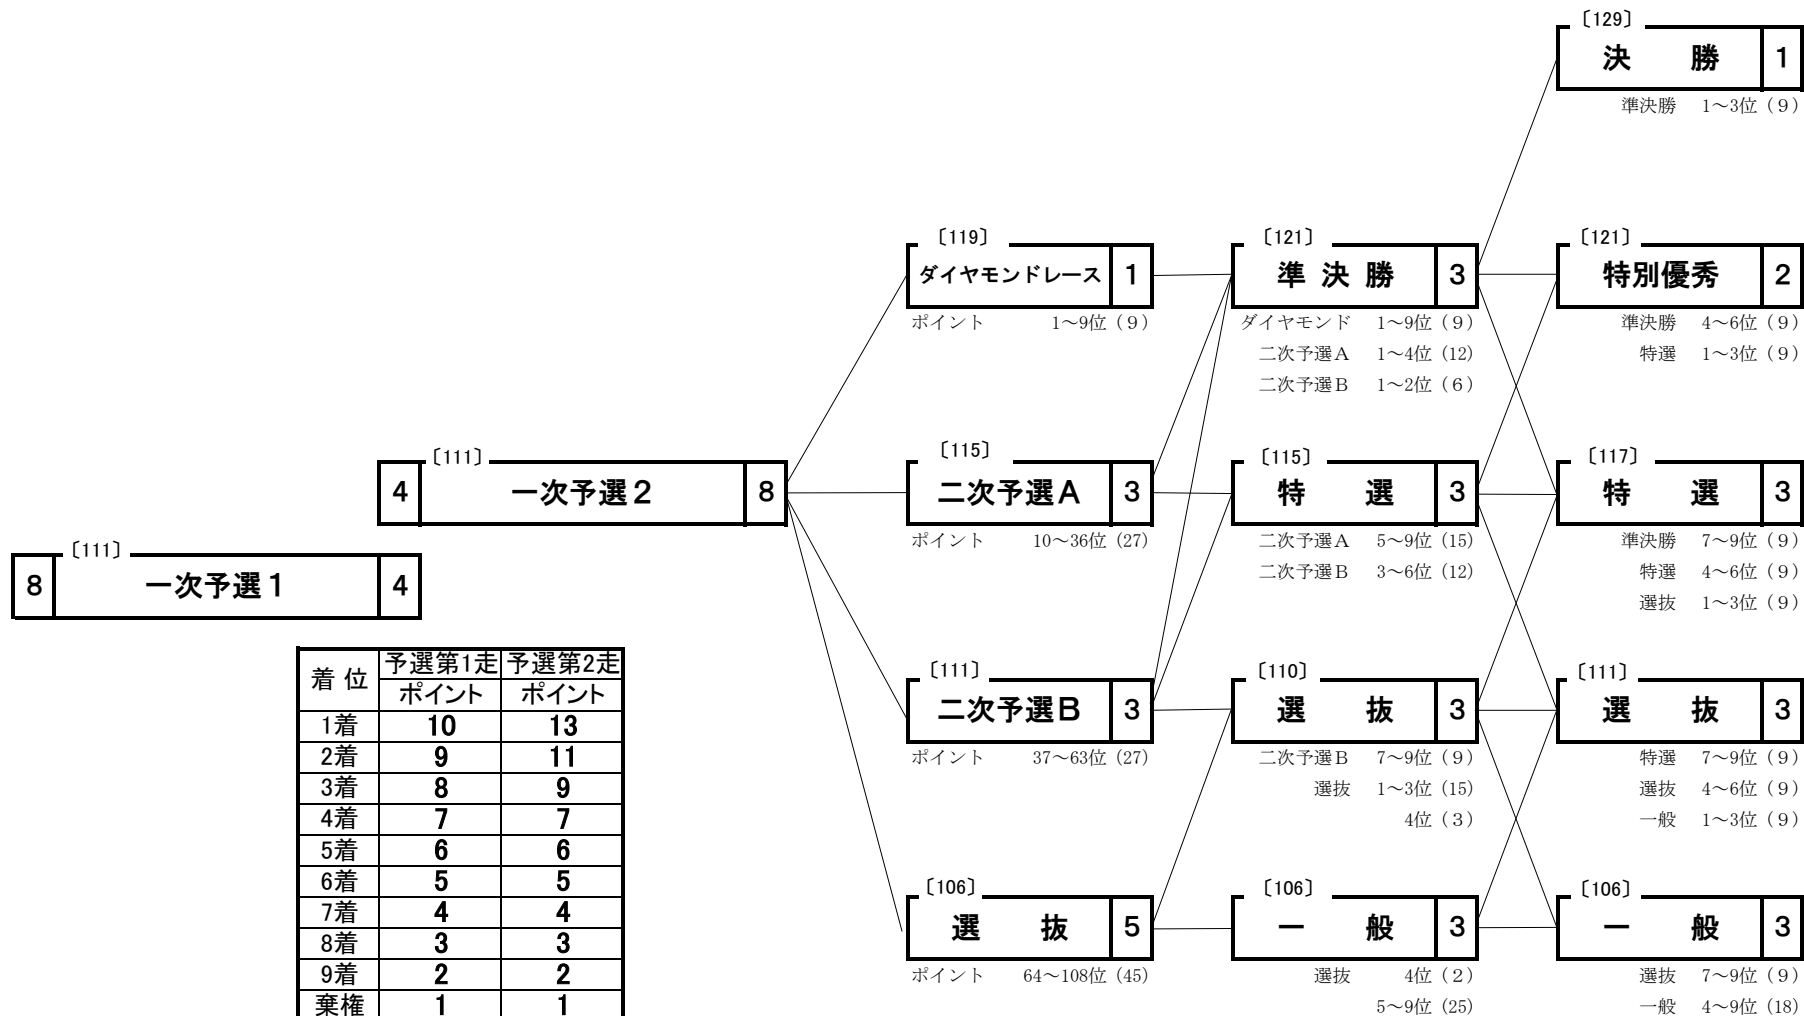 〔129〕
決 勝 1
準決勝 1～3位（９）
〔119〕
ダイヤモンドレース 1
ポイント 1～9位（９）
〔121〕
準 決 勝 3
ダイヤモンド 1～9位（９）
二次予選Ａ 1～4位（12）
二次予選Ｂ 1～2位（６）
〔121〕
特別優秀 2
準決勝 4～6位（９）
特選 1～3位（９）
〔111〕
4 一次予選２ 8
〔111〕
8 一次予選１ 4
〔115〕
二次予選Ａ 3
ポイント 10～36位（27）
〔115〕
特 選 3
二次予選Ａ 5～9位（15）
二次予選Ｂ 3～6位（12）
〔117〕
特 選 3
準決勝 7～9位（９）
特選 4～6位（９）
選抜 1～3位（９）
〔111〕
二次予選Ｂ 3
ポイント 37～63位（27）
〔110〕
選 抜 3
二次予選Ｂ 7～9位（９）
選抜 1～3位（15）
4位（３）
〔111〕
選 抜 3
特選 7～9位（９）
選抜 4～6位（９）
一般 1～3位（９）
〔106〕
選 抜 5
ポイント 64～108位（45）
〔106〕
一 般 3
選抜 4位（２）
5～9位（25）
〔106〕
一 般 3
選抜 7～9位（９）
一般 4～9位（18）
着 位 予選第1走 予選第2走
ポイント ポイント
1着 10 13
2着 9 11
3着 8 9
4着 7 7
5着 6 6
6着 5 5
7着 4 4
8着 3 3
9着 2 2
棄権 1 1